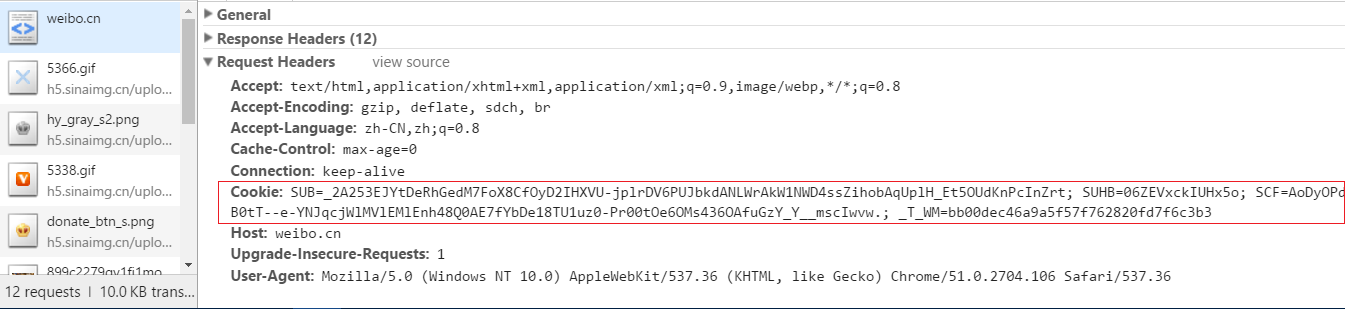 weibo.cn
5366.gif
h5.sinaimg.cn/uplo...
hy_gray_s2.png
h5.sinaimg.cn/uplo...
5338.gif
h5.sinaimg.cn/uplo...
donate_btn_s.png
h5.sinaimg.cn/uplo...
899c2279gy1fj1mo
12 requests | 10.0 KB trans...
General
Response Headers (12)
Request Headers view source
Accept: text/html,application/xhtml+xml,application/xml;q=0.9,image/webp,*/*;q=0.8
Accept-Encoding: gzip, deflate, sdch, br
Accept-Language: zh-CN,zh;q=0.8
Cache-Control: max-age=0
Connection: keep-alive
Cookie: SUB=_2A253EJYtDeRhGedM7FoX8CfOyD2IHXVU-jplrDV6PUJbkdANLWrAkW1NWD4ssZihobAqUplH_Et5OUdKnPcInZrt; SUHB=06ZEVxckIUHx5o; SCF=AoDyOPd
B0tT--e-YNJqcjWlMVlEMlEnh48Q0AE7fYbDe18TU1uz0-Pr00tOe6OMs436OAfuGzY_Y__mscIwvw.; _T_WM=bb00dec46a9a5f57f762820fd7f6c3b3
Host: weibo.cn
Upgrade-Insecure-Requests: 1
User-Agent: Mozilla/5.0 (Windows NT 10.0) AppleWebKit/537.36 (KHTML, like Gecko) Chrome/51.0.2704.106 Safari/537.36